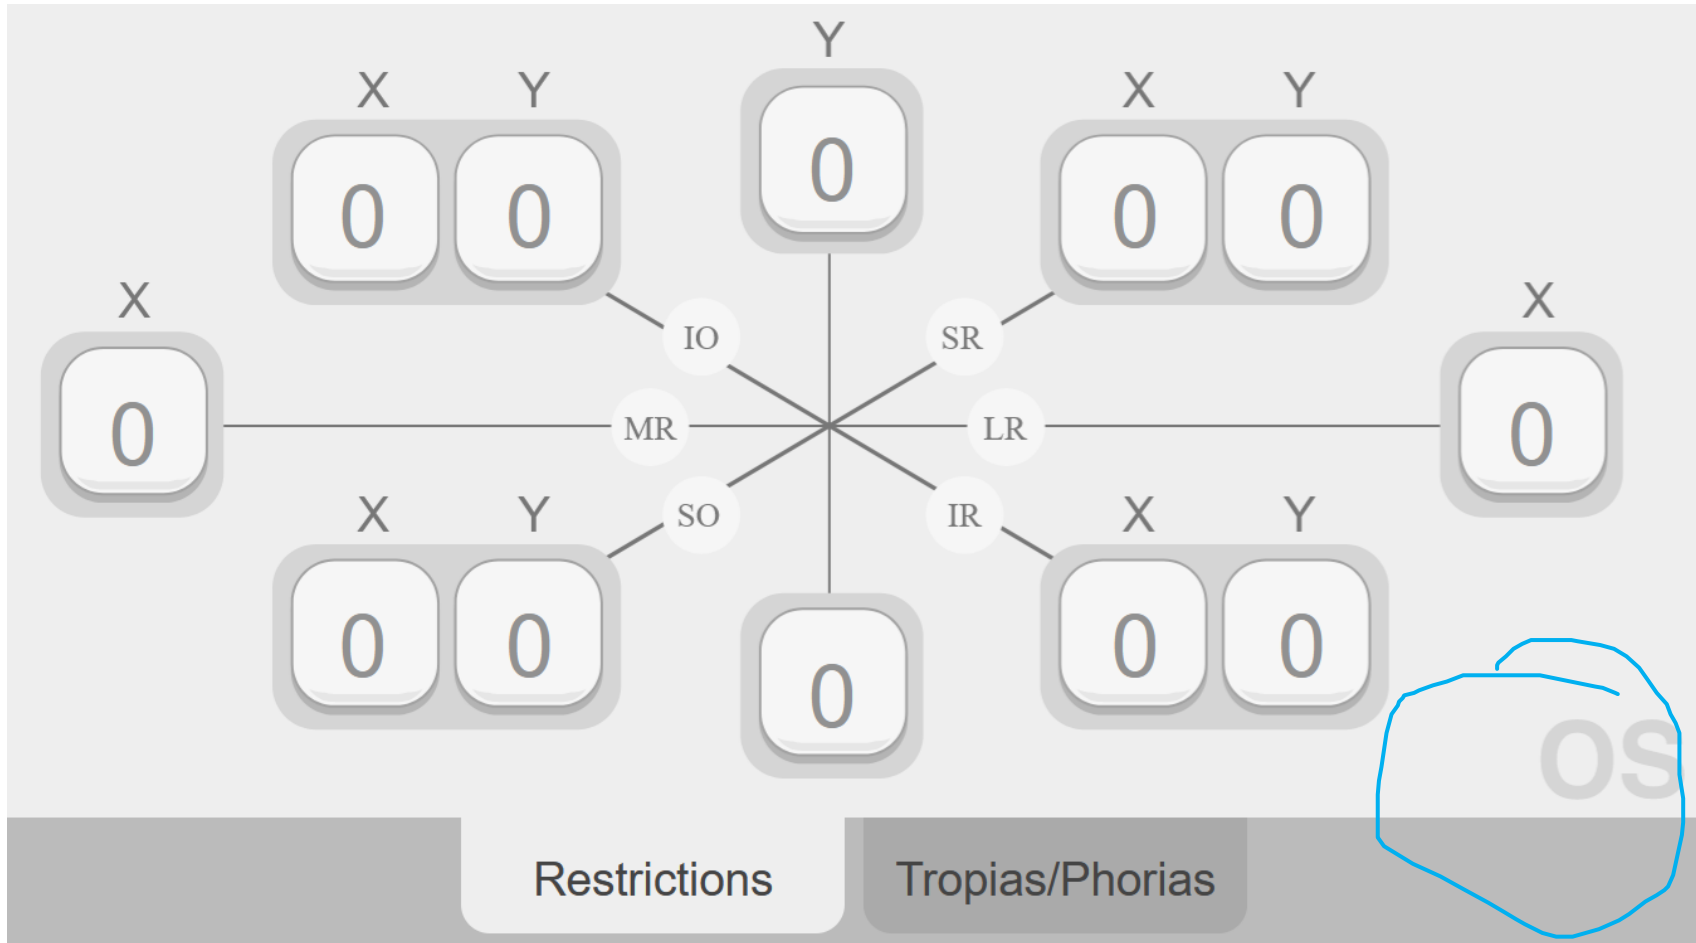 Y
X Y
X Y
0
0 0
0 0
X
X
IO
SR
0
MR
LR
0
X Y
SO
IR
X Y
0 0
0
0 0
OS
Restrictions
Tropias/Phorias